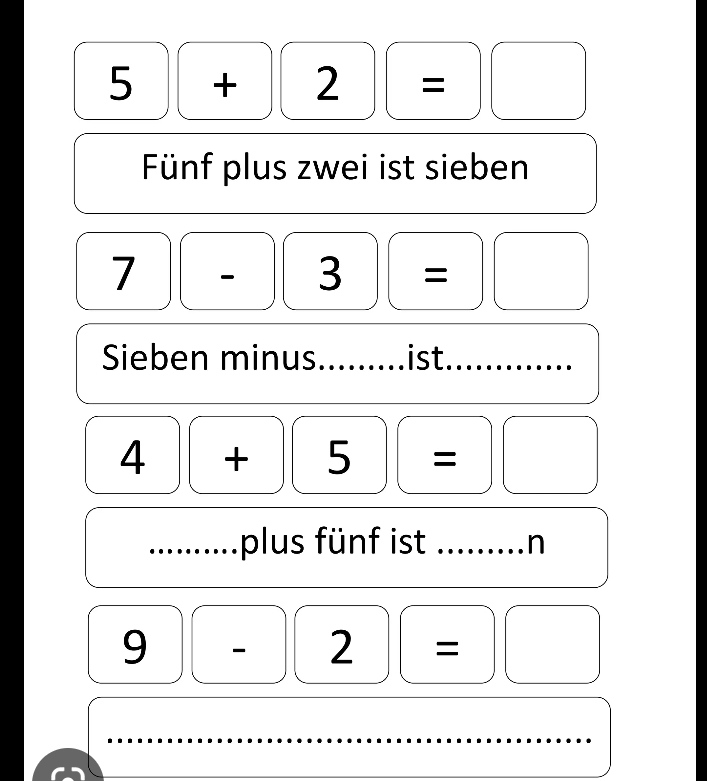 5 + 2 =
Fünf plus zwei ist sieben
7 - 3 =
Sieben minus.........ist.............
4 + 5 =
..........plus fünf ist .........n
9 - 2 =
................................................